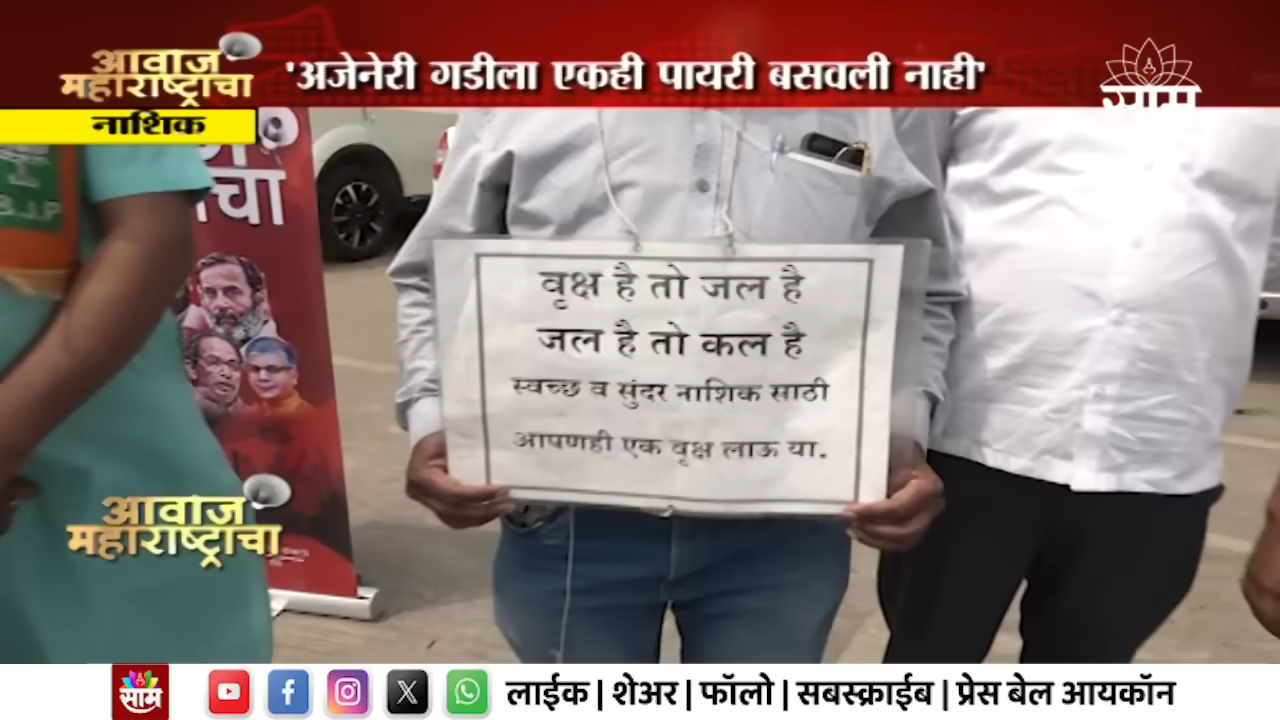 आवाज
महाराष्ट्राचा
'अजेनेरी गडीला एकही पायरी बसवली नाही'
साम
नाशिक
B.J.P
चा
वृक्ष है तो जल है
जल है तो कल है
स्वच्छ व सुंदर नाशिक साठी
आपणही एक वृक्ष लाऊ या.
आवाज
महाराष्ट्राचा
साम
लाईक | शेअर | फॉलो | सबस्क्राईब | प्रेस बेल आयकॉन